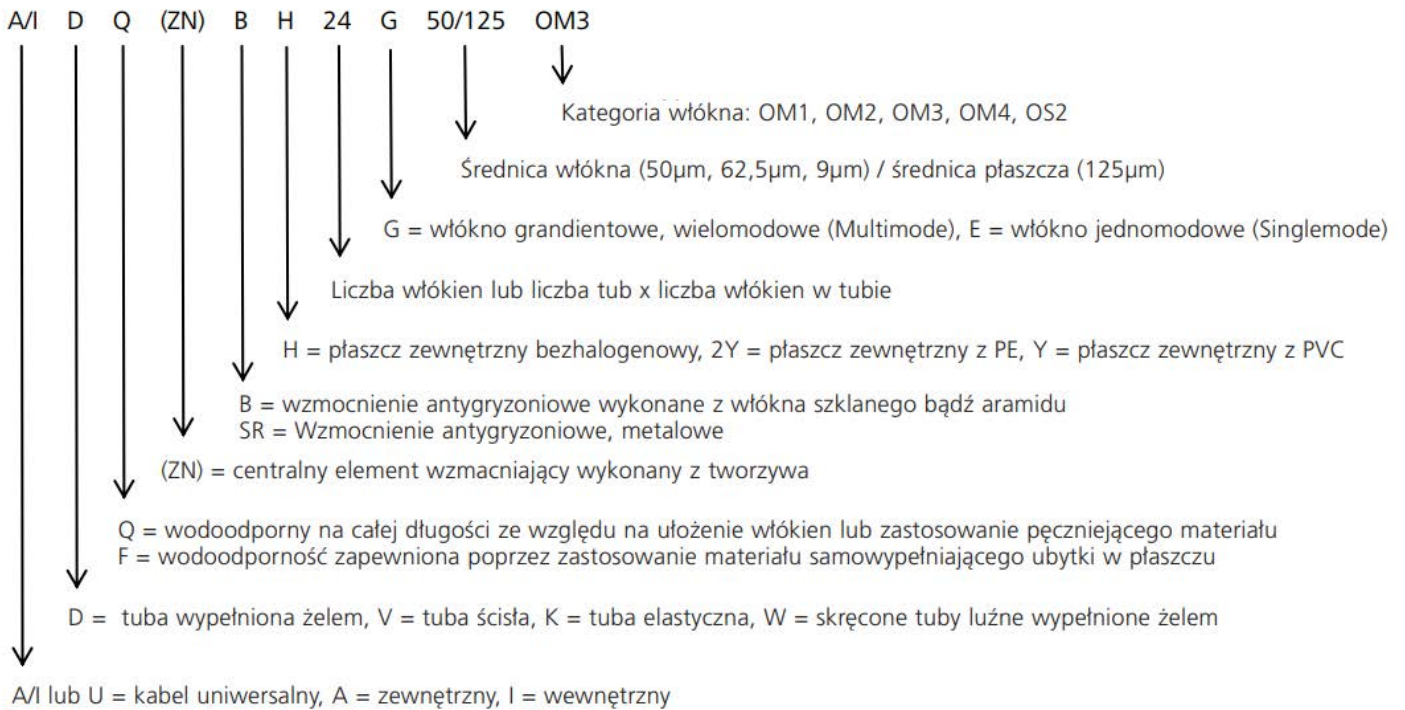 A/I D Q (ZN) B H 24 G 50/125 OM3
Kategoria włókna: OM1, OM2, OM3, OM4, OS2
Średnica włókna (50µm, 62,5µm, 9µm) / średnica płaszcza (125µm)
G = włókno grandientowe, wielomodowe (Multimode), E = włókno jednomodowe (Singlemode)
Liczba włókien lub liczba tub x liczba włókien w tubie
H = płaszcz zewnętrzny bezhalogenowy, 2Y = płaszcz zewnętrzny z PE, Y = płaszcz zewnętrzny z PVC
B = wzmocnienie antygryzoniowe wykonane z włókna szklanego bądź aramidu
SR = Wzmocnienie antygryzoniowe, metalowe
(ZN) = centralny element wzmacniający wykonany z tworzywa
Q = wodoodporny na całej długości ze względu na ułożenie włókien lub zastosowanie pęczniejącego materiału
F = wodoodporność zapewniona poprzez zastosowanie materiału samowypełniającego ubytki w płaszczu
D = tuba wypełniona żelem, V = tuba ścisła, K = tuba elastyczna, W = skręcone tuby luźne wypełnione żelem
A/I lub U = kabel uniwersalny, A = zewnętrzny, I = wewnętrzny